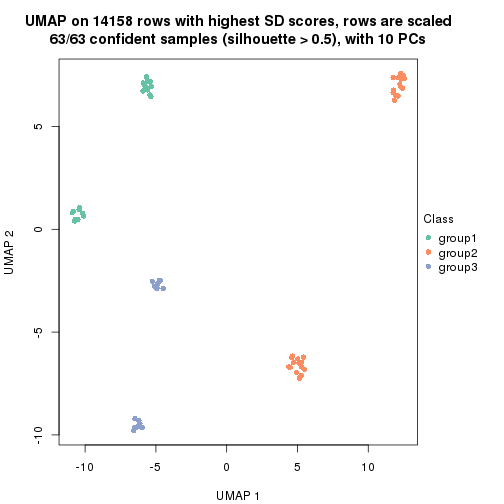 UMAP on 14158 rows with highest SD scores, rows are scaled
63/63 confident samples (silhouette > 0.5), with 10 PCs
5
0
-5
-10
UMAP 2
-10
-5
0
5
10
UMAP 1
Class
group1
group2
group3